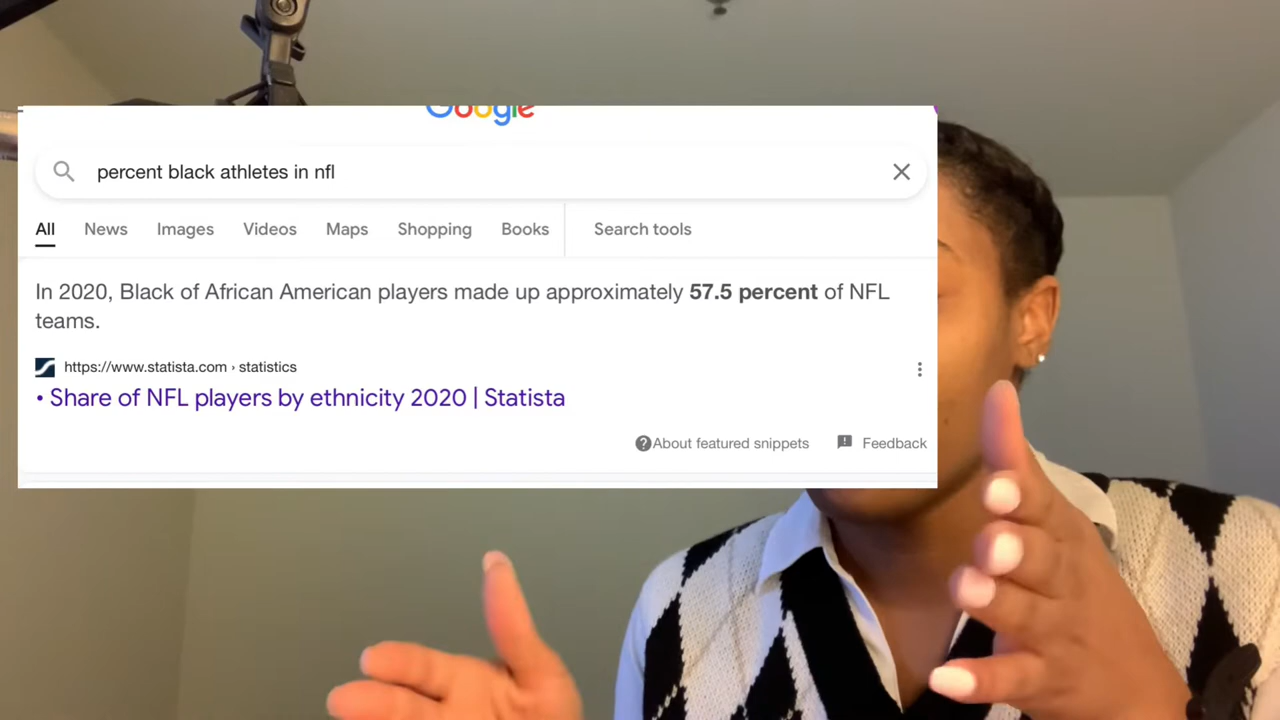 Google
percent black athletes in nfl
All News Images Videos Maps Shopping Books Search tools
In 2020, Black of African American players made up approximately 57.5 percent of NFL
teams.
https://www.statista.com › statistics
• Share of NFL players by ethnicity 2020 | Statista
About featured snippets Feedback